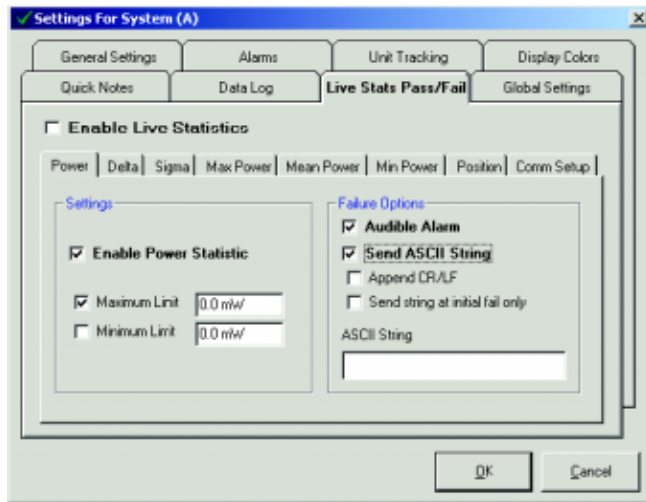 Settings For System (A)
General Settings Alarms Unit Tracking Display Colors
Quick Notes Data Log Live Stats Pass/Fail Global Settings
Enable Live Statistics
Power Delta Sigma Max Power Mean Power Min Power Position Comm Setup
Settings
Enable Power Statistic
Maximum Limit 0.0 mW
Minimum Limit 0.0 mW
Failure Options
Audible Alarm
Send ASCII String
Append CR/LF
Send string at initial fail only
ASCII String
OK Cancel